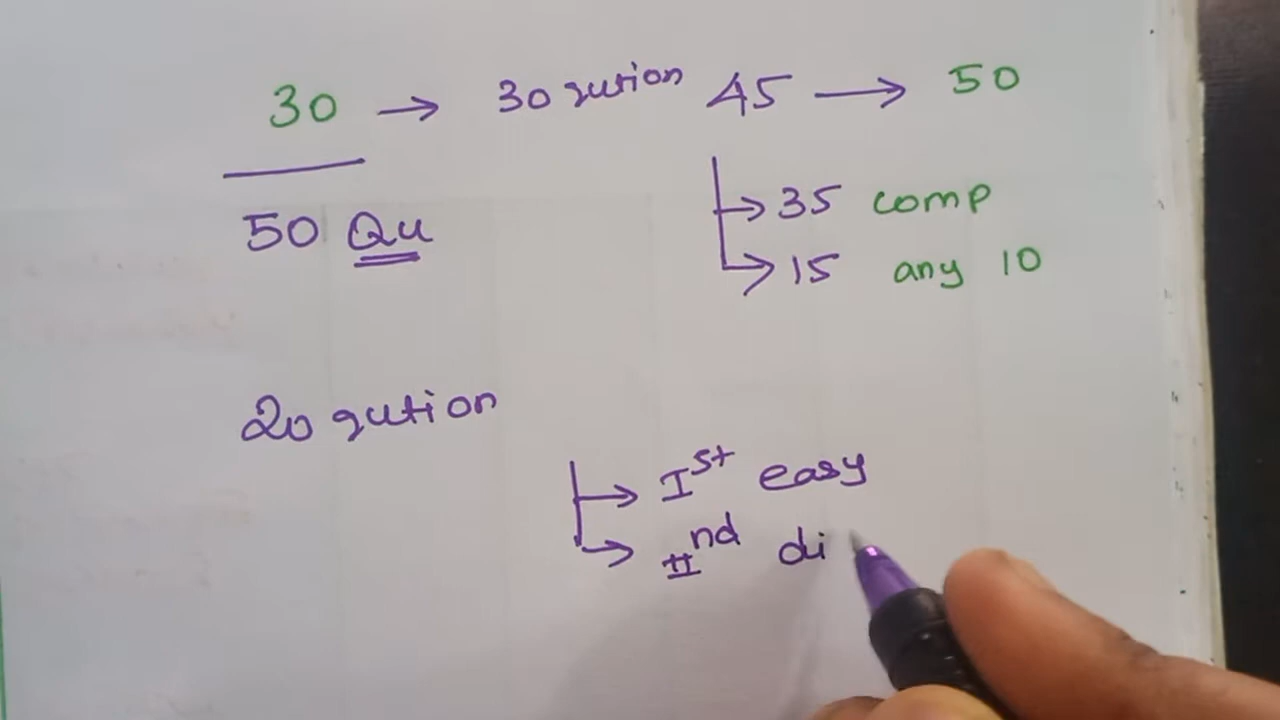 30 → 30 qution 45 → 50
50 Qu
→ 35 comp
→ 15 any 10
20 qution
→ Ist easy
→ IInd di